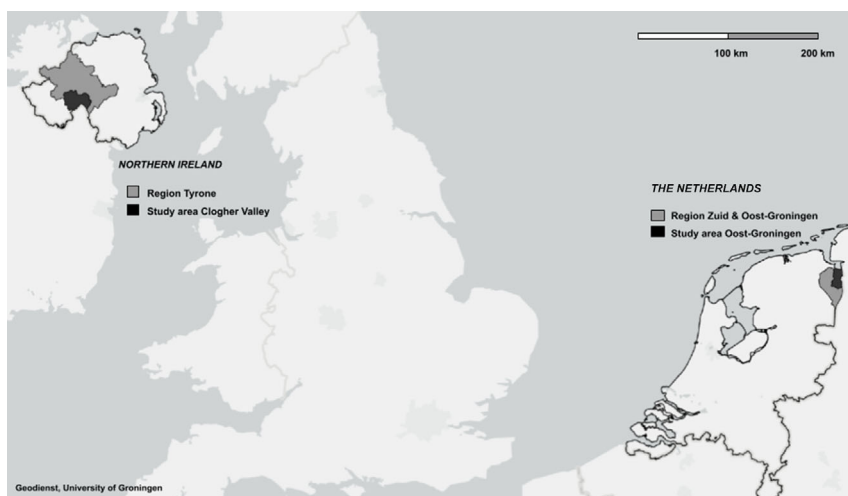 100 km
200 km
NORTHERN IRELAND
Region Tyrone
Study area Clogher Valley
THE NETHERLANDS
Region Zuid & Oost-Groningen
Study area Oost-Groningen
Geodienst, University of Groningen